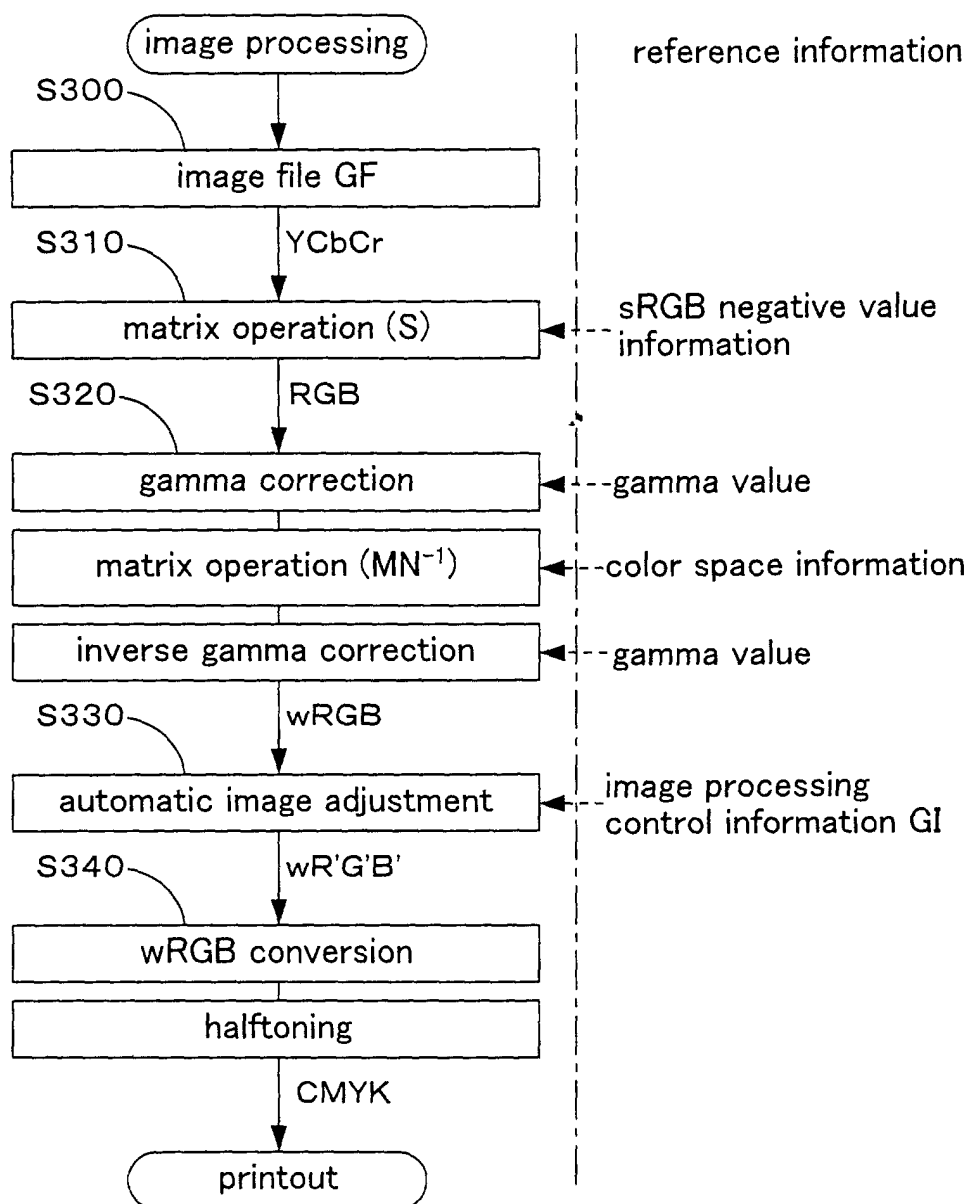 image processing
reference information
S300
image file GF
S310
YCbCr
matrix operation (S)
sRGB negative value
information
S320
RGB
gamma correction
gamma value
matrix operation (MN⁻¹)
color space information
inverse gamma correction
gamma value
S330
wRGB
automatic image adjustment
image processing
control information GI
S340
wR'G'B'
wRGB conversion
halftoning
CMYK
printout